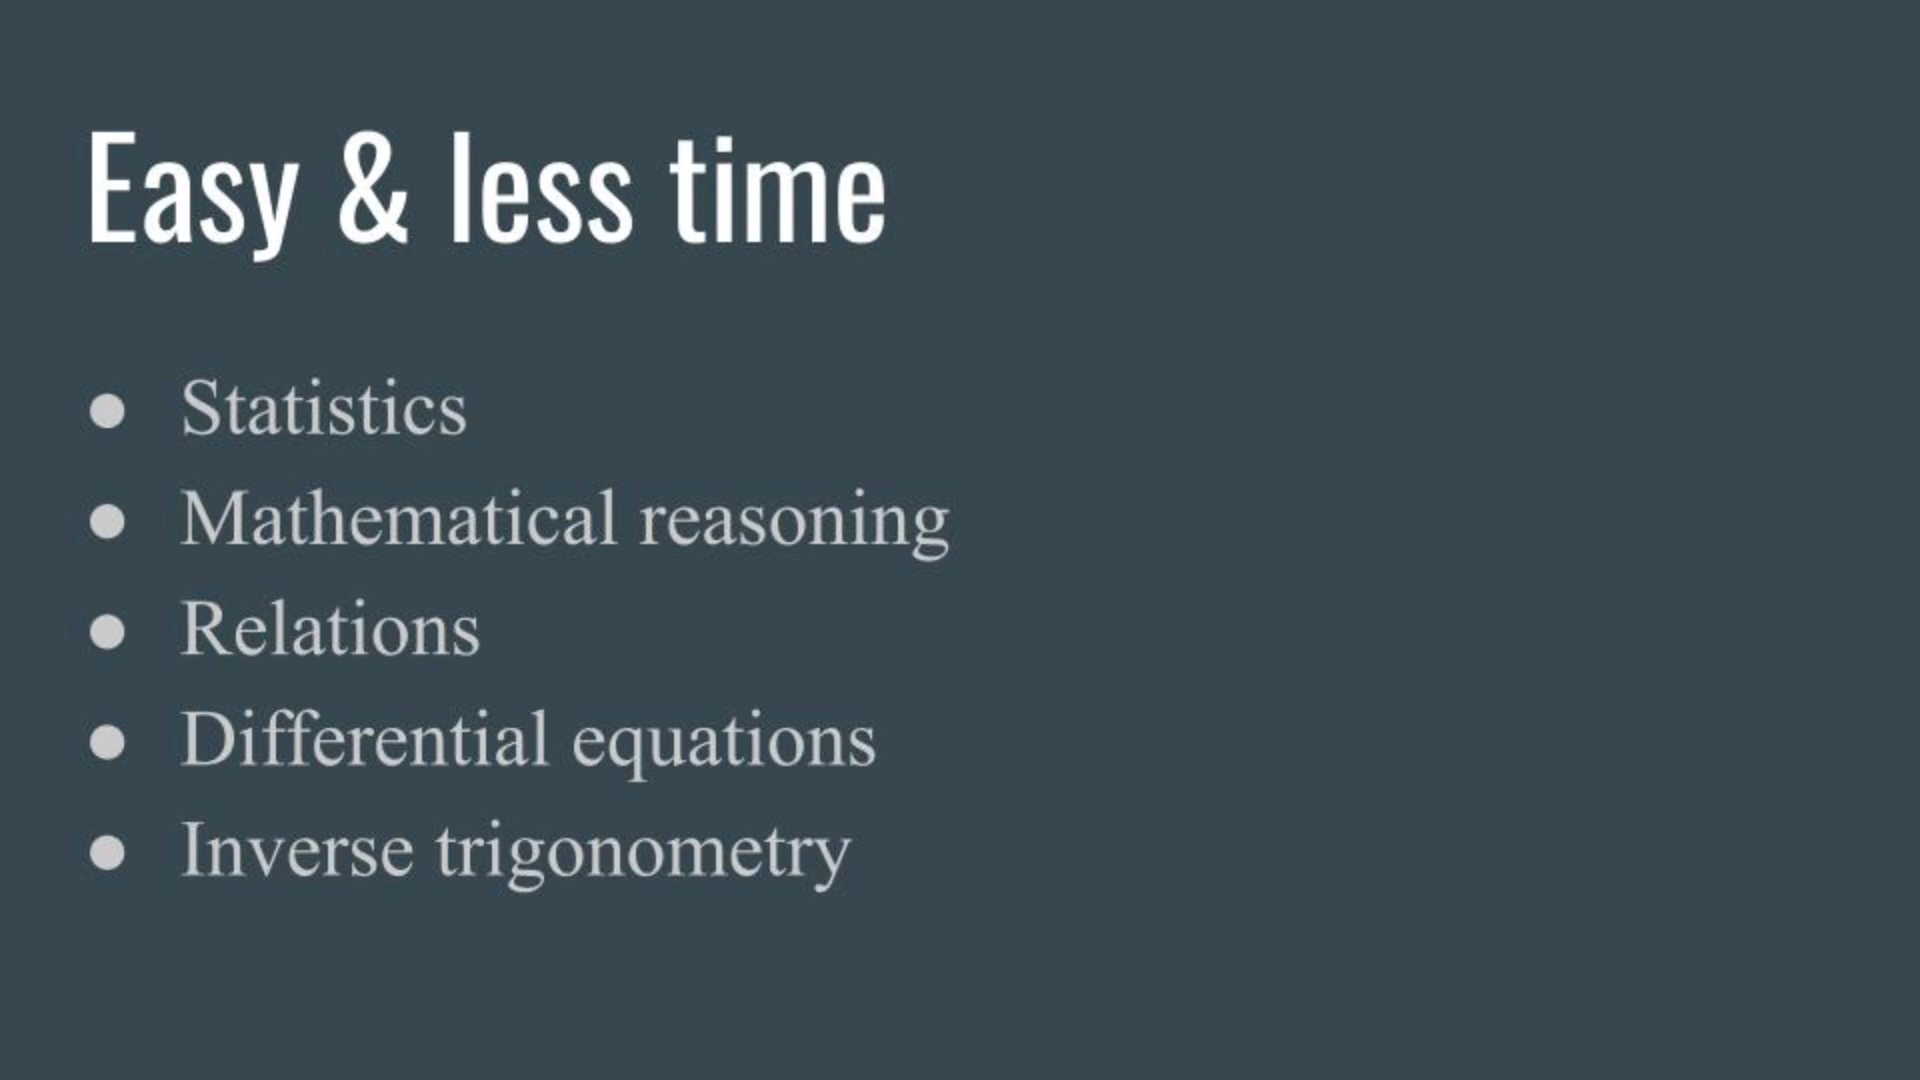 Easy & less time
● Statistics
● Mathematical reasoning
● Relations
● Differential equations
● Inverse trigonometry